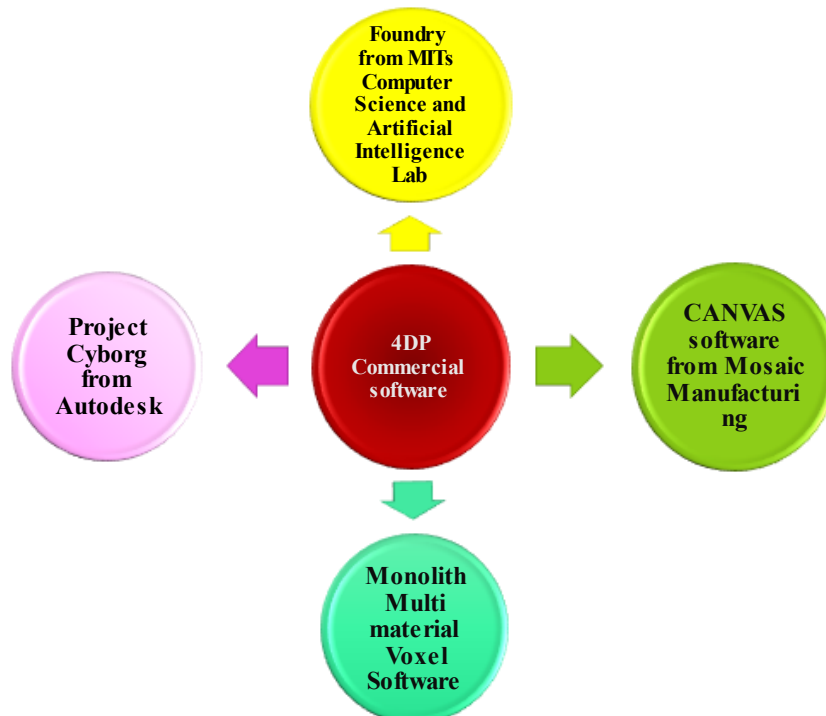 Foundry
from MITs
Computer
Science and
Artificial
Intelligence
Lab
Project
Cyborg
from
Autodesk
4DP
Commercial
software
CANVAS
software
from Mosaic
Manufacturi
ng
Monolith
Multi
material
Voxel
Software